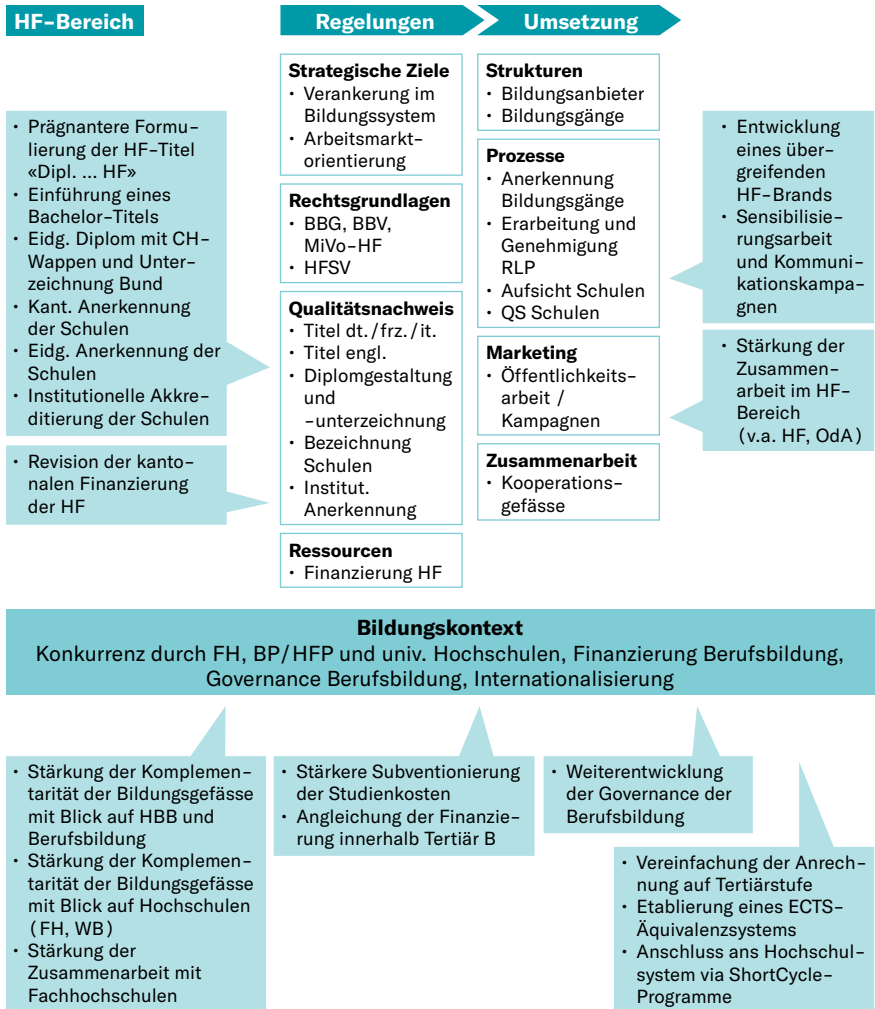 HF-Bereich
Regelungen
Umsetzung
• Prägnantere Formu-
lierung der HF-Titel
«Dipl. ... HF»
• Einführung eines
Bachelor-Titels
• Eidg. Diplom mit CH-
Wappen und Unter-
zeichnung Bund
• Kant. Anerkennung
der Schulen
• Eidg. Anerkennung der
Schulen
• Institutionelle Akkre-
ditierung der Schulen
• Revision der kanto-
nalen Finanzierung
der HF
Strategische Ziele
• Verankerung im
Bildungssystem
• Arbeitsmarkt-
orientierung
Rechtsgrundlagen
• BBG, BBV,
MiVo-HF
• HFSV
Qualitätsnachweis
• Titel dt./frz./it.
• Titel engl.
• Diplomgestaltung
und
-unterzeichnung
• Bezeichnung
Schulen
• Institut.
Anerkennung
Ressourcen
• Finanzierung HF
Strukturen
• Bildungsanbieter
• Bildungsgänge
Prozesse
• Anerkennung
Bildungsgänge
• Erarbeitung und
Genehmigung
RLP
• Aufsicht Schulen
• QS Schulen
Marketing
• Öffentlichkeits-
arbeit /
Kampagnen
Zusammenarbeit
• Kooperations-
gefässe
• Entwicklung
eines über-
greifenden
HF-Brands
• Sensibilisie-
rungsarbeit
und Kommuni-
kationskampa-
gnen
• Stärkung der
Zusammen-
arbeit im HF-
Bereich
(v.a. HF, OdA)
Bildungskontext
Konkurrenz durch FH, BP/HFP und univ. Hochschulen, Finanzierung Berufsbildung,
Governance Berufsbildung, Internationalisierung
• Stärkung der Komplemen-
tarität der Bildungsgefässe
mit Blick auf HBB und
Berufsbildung
• Stärkung der Komplemen-
tarität der Bildungsgefässe
mit Blick auf Hochschulen
(FH, WB)
• Stärkung der
Zusammenarbeit mit
Fachhochschulen
• Stärkere Subventionierung
der Studienkosten
• Angleichung der Finanzie-
rung innerhalb Tertiär B
• Weiterentwicklung
der Governance der
Berufsbildung
• Vereinfachung der Anrech-
nung auf Tertiärstufe
• Etablierung eines ECTS-
Äquivalenzsystems
• Anschluss ans Hochschul-
system via ShortCycle-
Programme